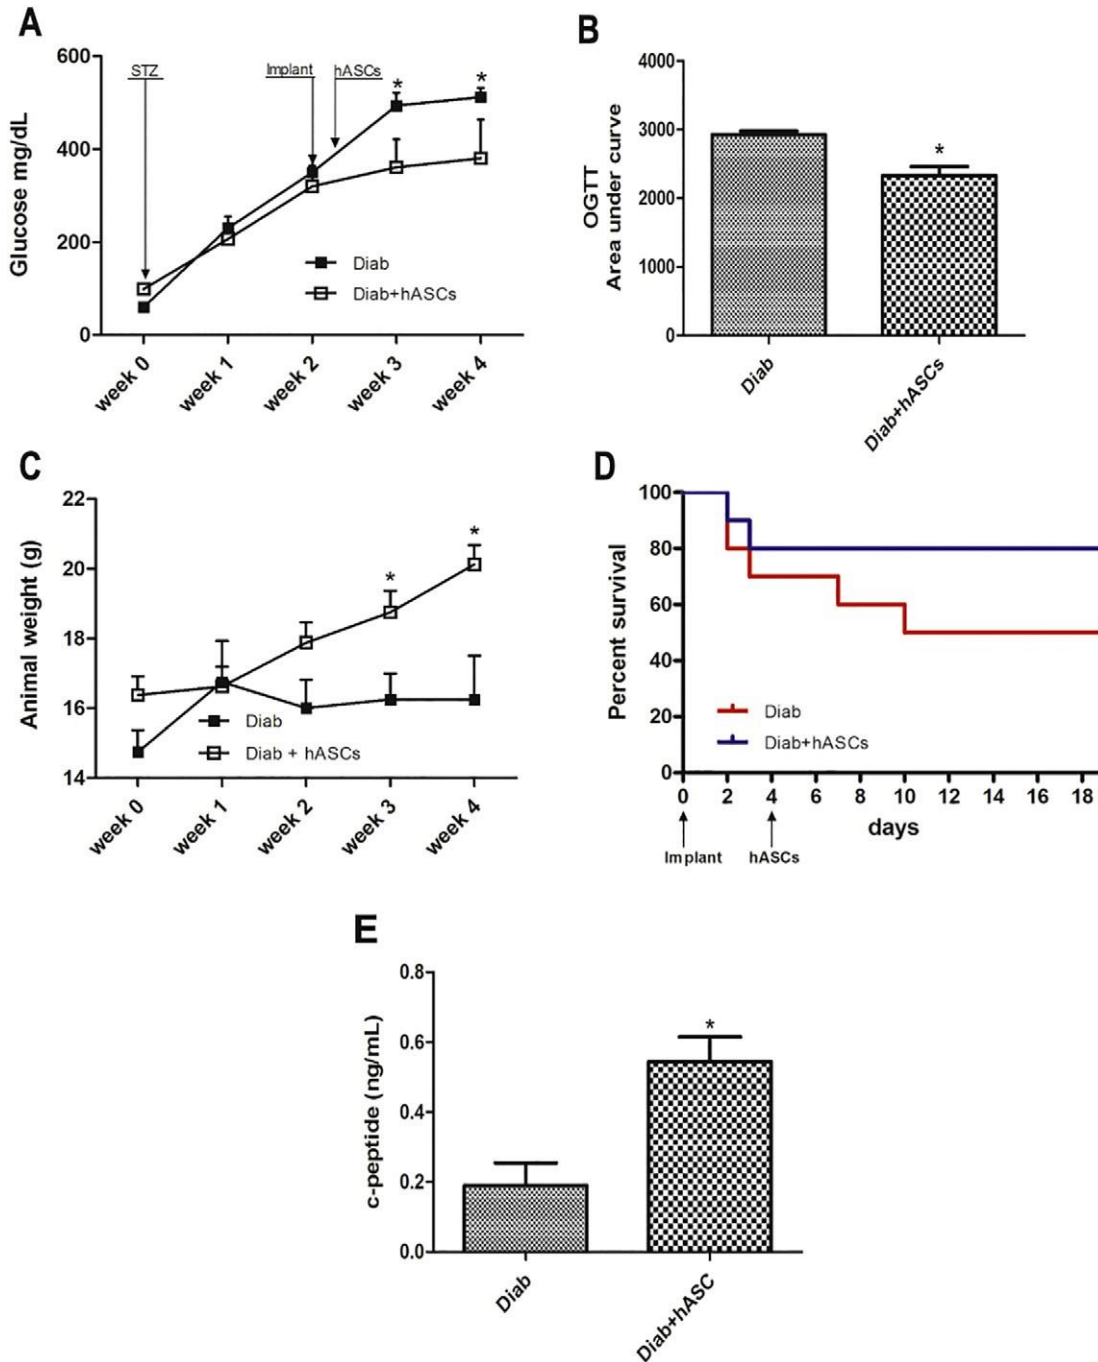 A
Glucose mg/dL
600
400
200
0
STZ
Implant
hASCs
*
*
Diab
Diab+hASCs
week 0
week 1
week 2
week 3
week 4
B
OGTT
Area under curve
4000
3000
2000
1000
0
*
Diab
Diab+hASCs
C
Animal weight (g)
22
20
18
16
14
*
*
Diab
Diab + hASCs
week 0
week 1
week 2
week 3
week 4
D
Percent survival
100
80
60
40
20
0
Diab
Diab+hASCs
0 2 4 6 8 10 12 14 16 18
days
Implant
hASCs
E
c-peptide (ng/mL)
0.8
0.6
0.4
0.2
0.0
*
Diab
Diab+hASC